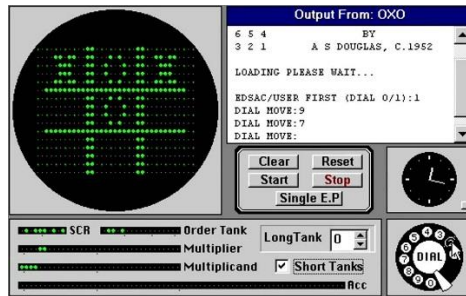 Output From: OXO
6 5 4 BY
3 2 1 A S DOUGLAS, C.1952
LOADING PLEASE WAIT...
EDSAC/USER FIRST (DIAL 0/1):1
DIAL MOVE:9
DIAL MOVE:7
DIAL MOVE:
X O X
O
Clear Reset
Start Stop
Single E.P
SCR Order Tank
Multiplier
Multiplicand
Acc
LongTank 0
Short Tanks
DIAL